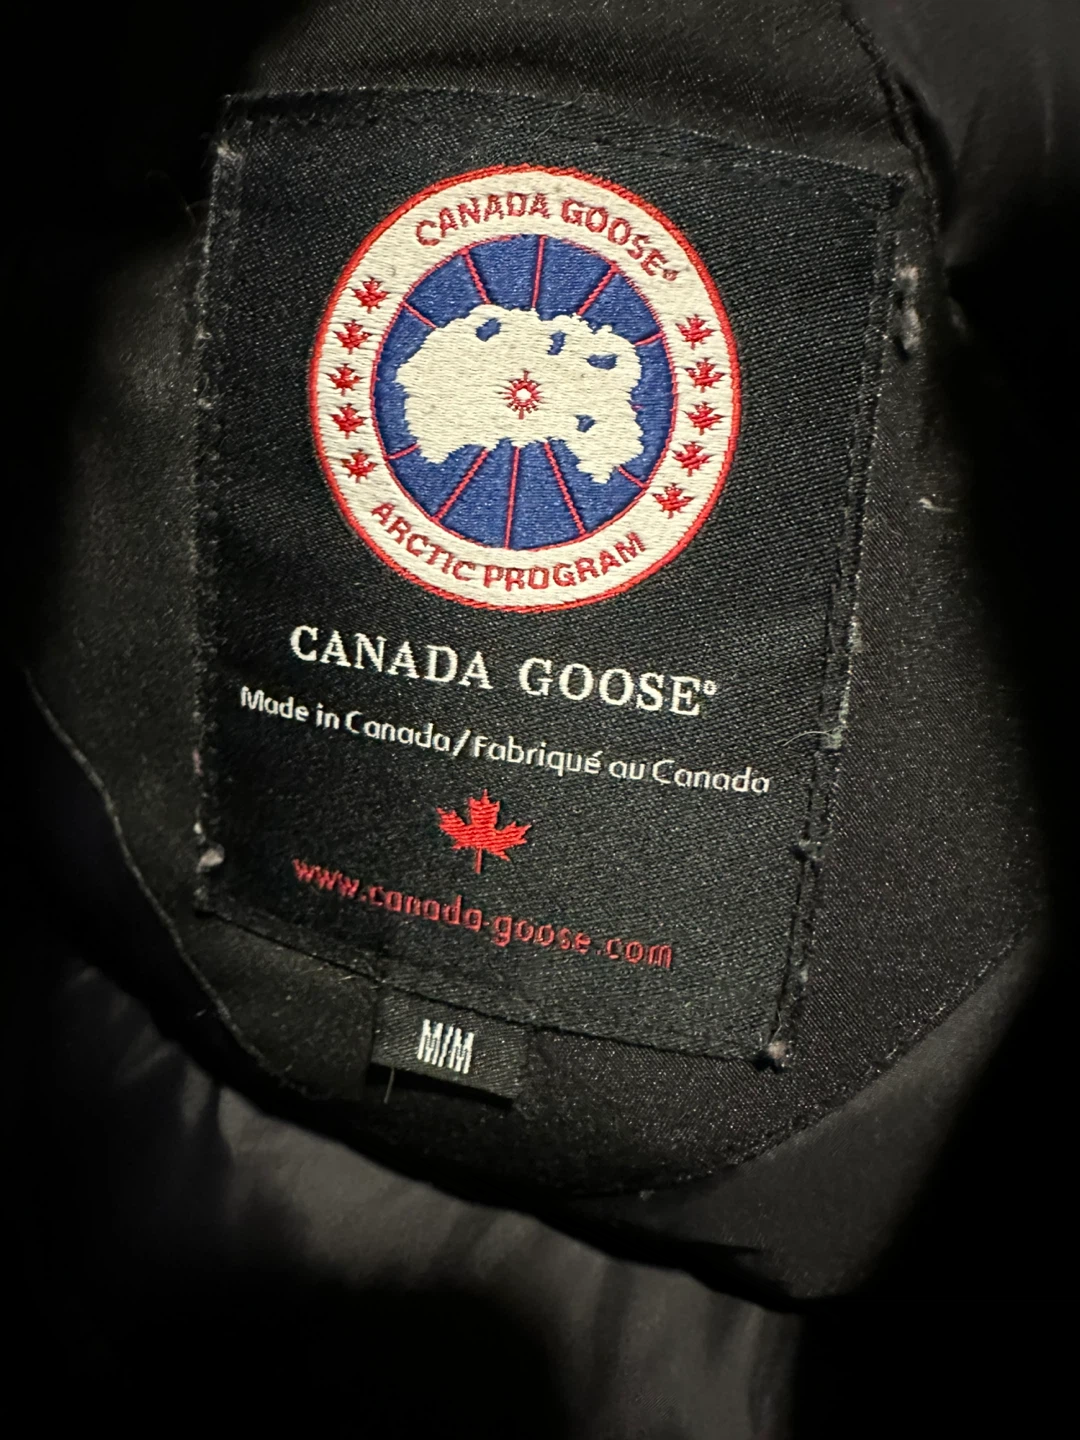 CANADA GOOSE®
ARCTIC PROGRAM
CANADA GOOSE®
Made in Canada/Fabriqué au Canada
www.canada-goose.com
M/M